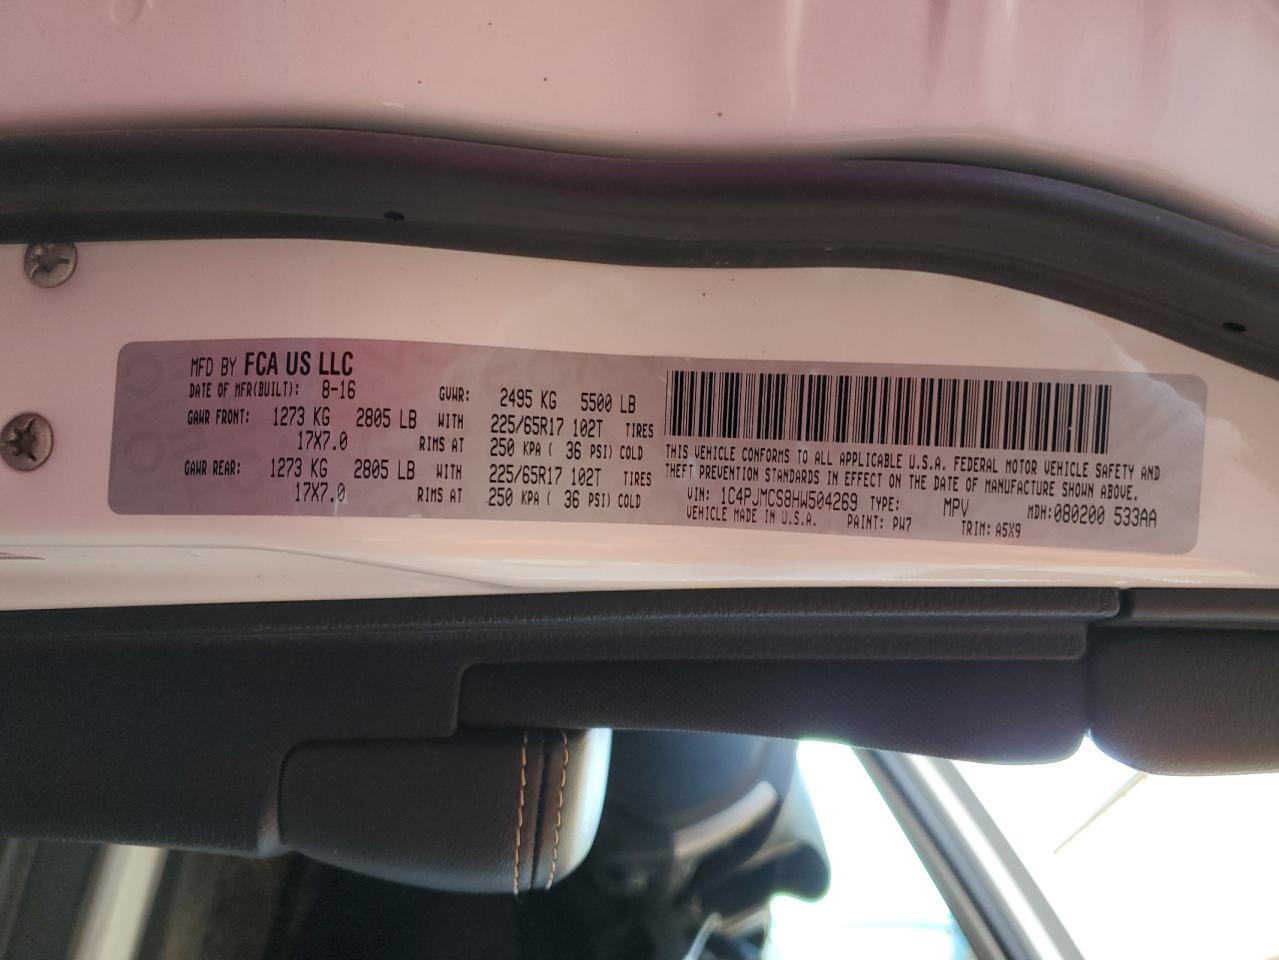 MFD BY FCA US LLC
DATE OF MFR(BUILT): 8-16 GVWR: 2495 KG 5500 LB
GAWR FRONT: 1273 KG 2805 LB WITH 225/65R17 102T TIRES
17X7.0 RIMS AT 250 KPA ( 36 PSI) COLD
GAWR REAR: 1273 KG 2805 LB WITH 225/65R17 102T TIRES
17X7.0 RIMS AT 250 KPA ( 36 PSI) COLD
THIS VEHICLE CONFORMS TO ALL APPLICABLE U.S.A. FEDERAL MOTOR VEHICLE SAFETY AND
THEFT PREVENTION STANDARDS IN EFFECT ON THE DATE OF MANUFACTURE SHOWN ABOVE.
VIN: 1C4PJMCS8HW504269 TYPE: MPV MDH:080200 533AA
VEHICLE MADE IN U.S.A. PAINT: PW7 TRIM: A5X9